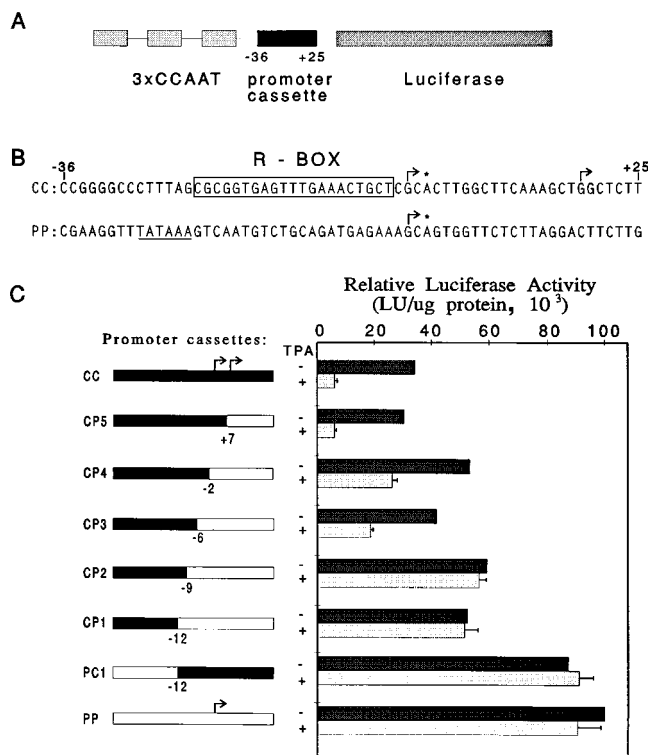 A
-36 +25
3xCCAAT promoter cassette Luciferase
B
R - BOX
-36 +25
CC:CCGGGGCCCTTTAGCGCGGTGAGTTTGAAACTGCTCGCACTTGGCTTCAAAGCTGGCTCTT
*
PP:CGAAGGTTTATAAAGTCAATGTCTGCAGATGAGAAAGCAGTGGTTCTCTTAGGACTTCTTG
*
C
Relative Luciferase Activity
(LU/ug protein, 10³)
Promoter cassettes:
TPA
0 20 40 60 80 100
CC - +
CP5 +7 - +
CP4 -2 - +
CP3 -6 - +
CP2 -9 - +
CP1 -12 - +
PC1 -12 - +
PP - +